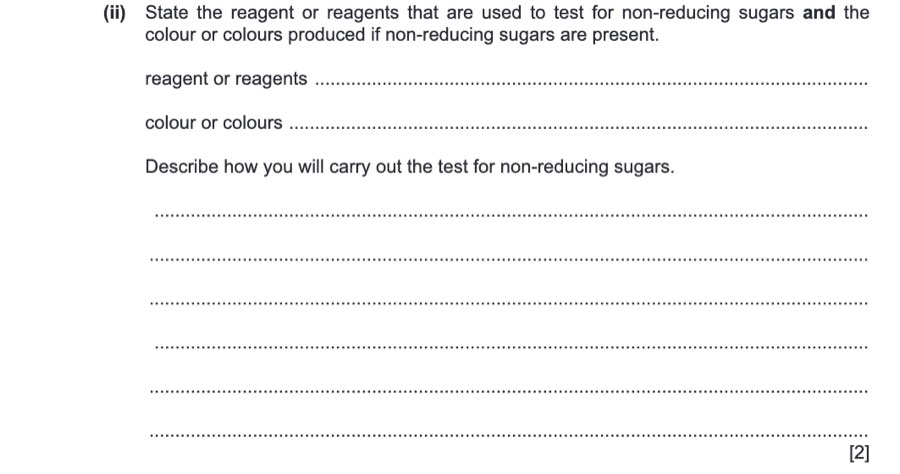 (ii) State the reagent or reagents that are used to test for non-reducing sugars and the
colour or colours produced if non-reducing sugars are present.
reagent or reagents ....................................................................................................
colour or colours ....................................................................................................
Describe how you will carry out the test for non-reducing sugars.
....................................................................................................
....................................................................................................
....................................................................................................
....................................................................................................
....................................................................................................
....................................................................................................
[2]